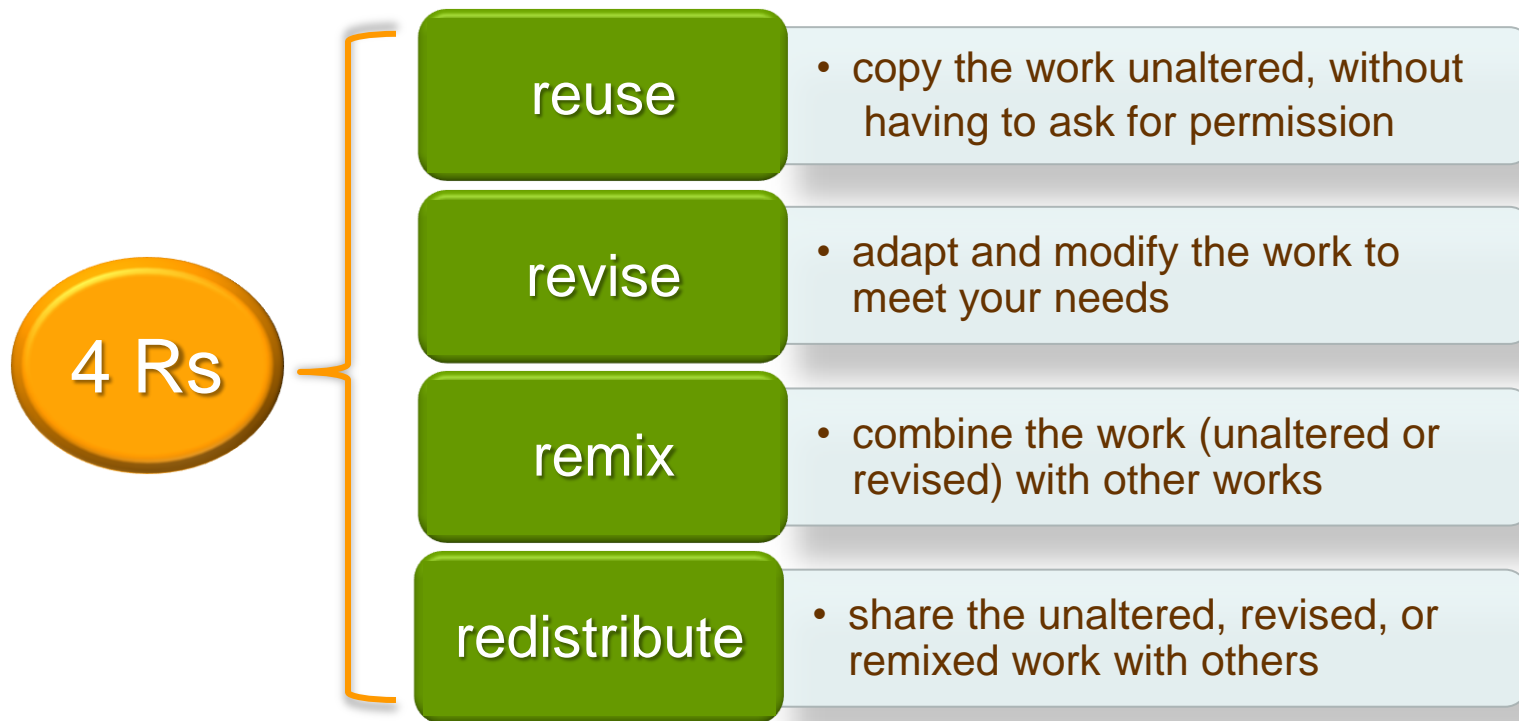 4 Rs
reuse
• copy the work unaltered, without
having to ask for permission
revise
• adapt and modify the work to
meet your needs
remix
• combine the work (unaltered or
revised) with other works
redistribute
• share the unaltered, revised, or
remixed work with others